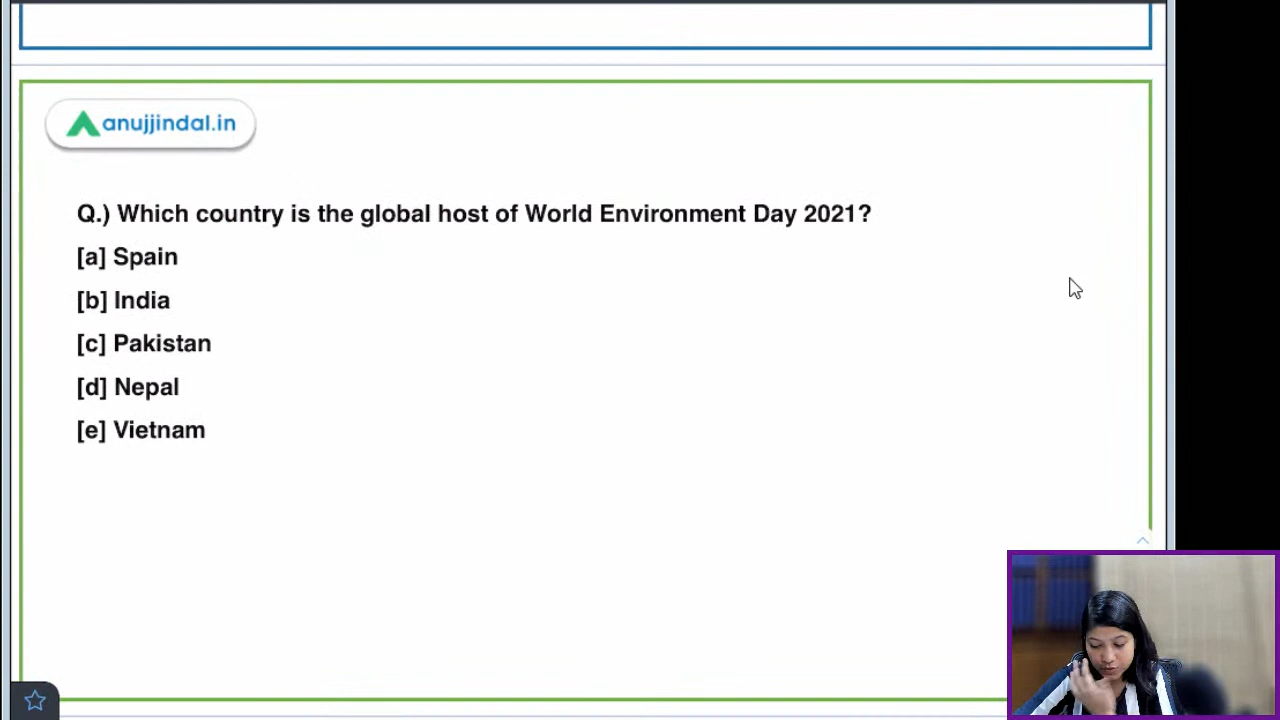 anujjindal.in
Q.) Which country is the global host of World Environment Day 2021?
[a] Spain
[b] India
[c] Pakistan
[d] Nepal
[e] Vietnam